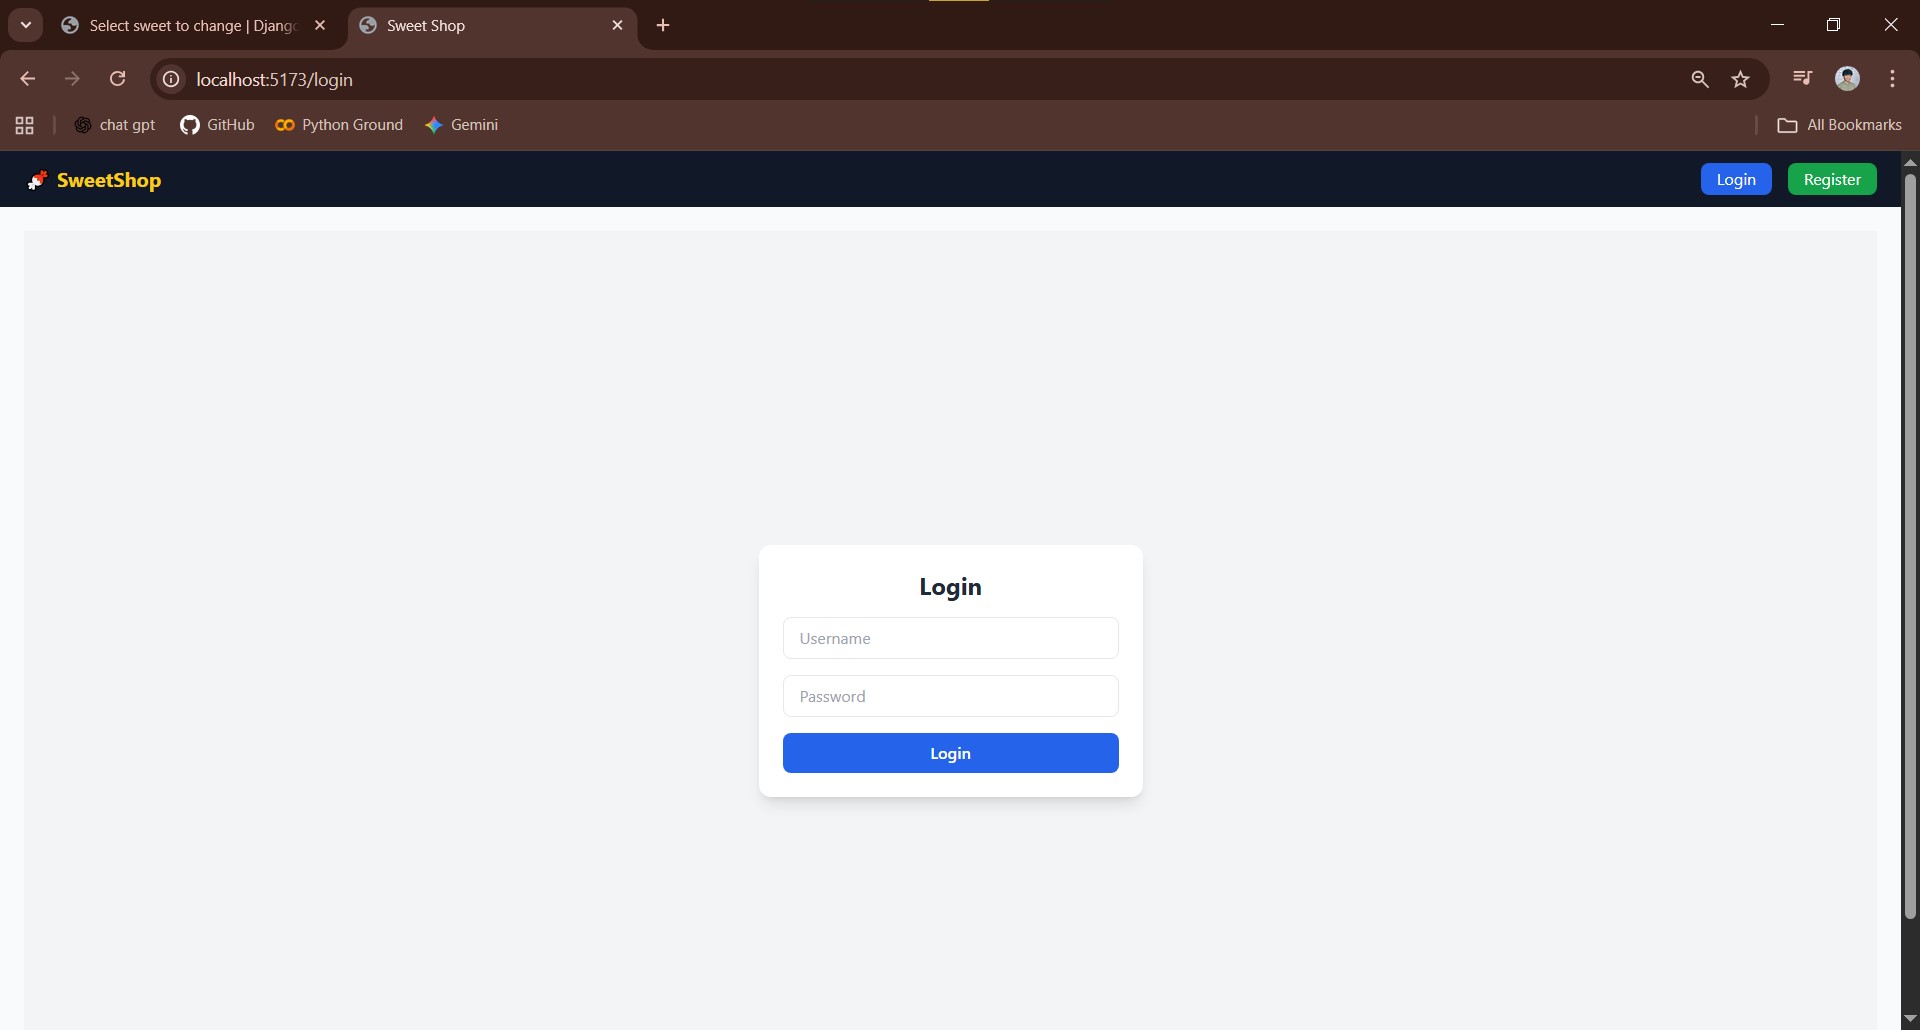 Select sweet to change | Djang
Sweet Shop
localhost:5173/login
chat gpt
GitHub
Python Ground
Gemini
All Bookmarks
SweetShop
Login
Register
Login
Username
Password
Login